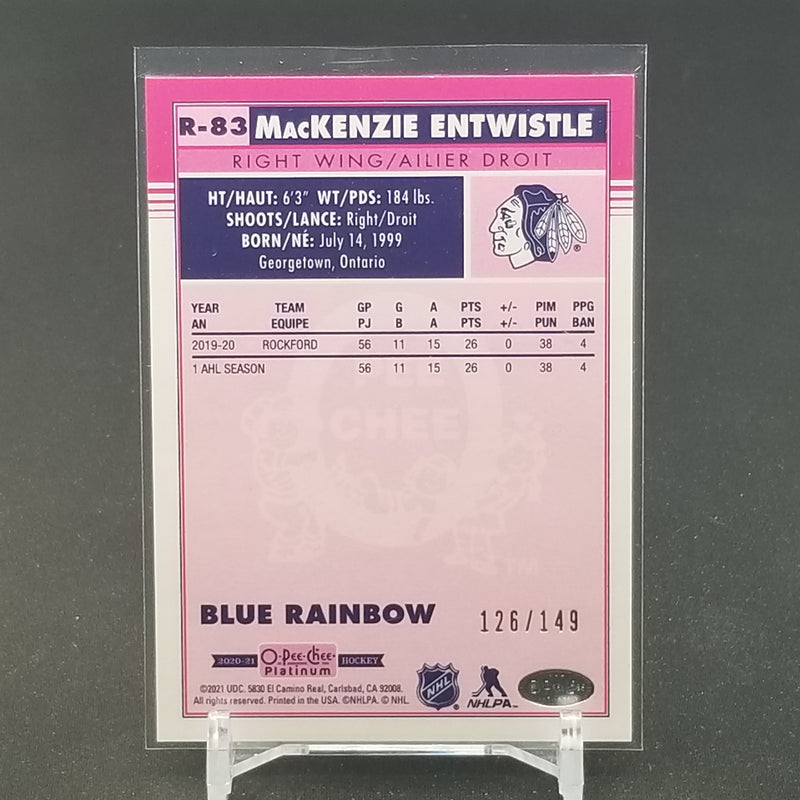 R-83 MacKENZIE ENTWISTLE
RIGHT WING/AILIER DROIT
HT/HAUT: 6'3" WT/PDS: 184 lbs.
SHOOTS/LANCE: Right/Droit
BORN/NÉ: July 14, 1999
Georgetown, Ontario
®
YEAR TEAM GP G A PTS +/- PIM PPG
AN EQUIPE PJ B A PTS +/- PUN BAN
2019-20 ROCKFORD 56 11 15 26 0 38 4
1 AHL SEASON 56 11 15 26 0 38 4
PEE
CHEE
TM
BLUE RAINBOW 126/149
2020-21 O-Pee-Chee Platinum HOCKEY
©2021 UDC. 5830 El Camino Real, Carlsbad, CA 92008.
All rights reserved. Printed in the USA. ©NHLPA. © NHL.
NHL ® NHLPA™